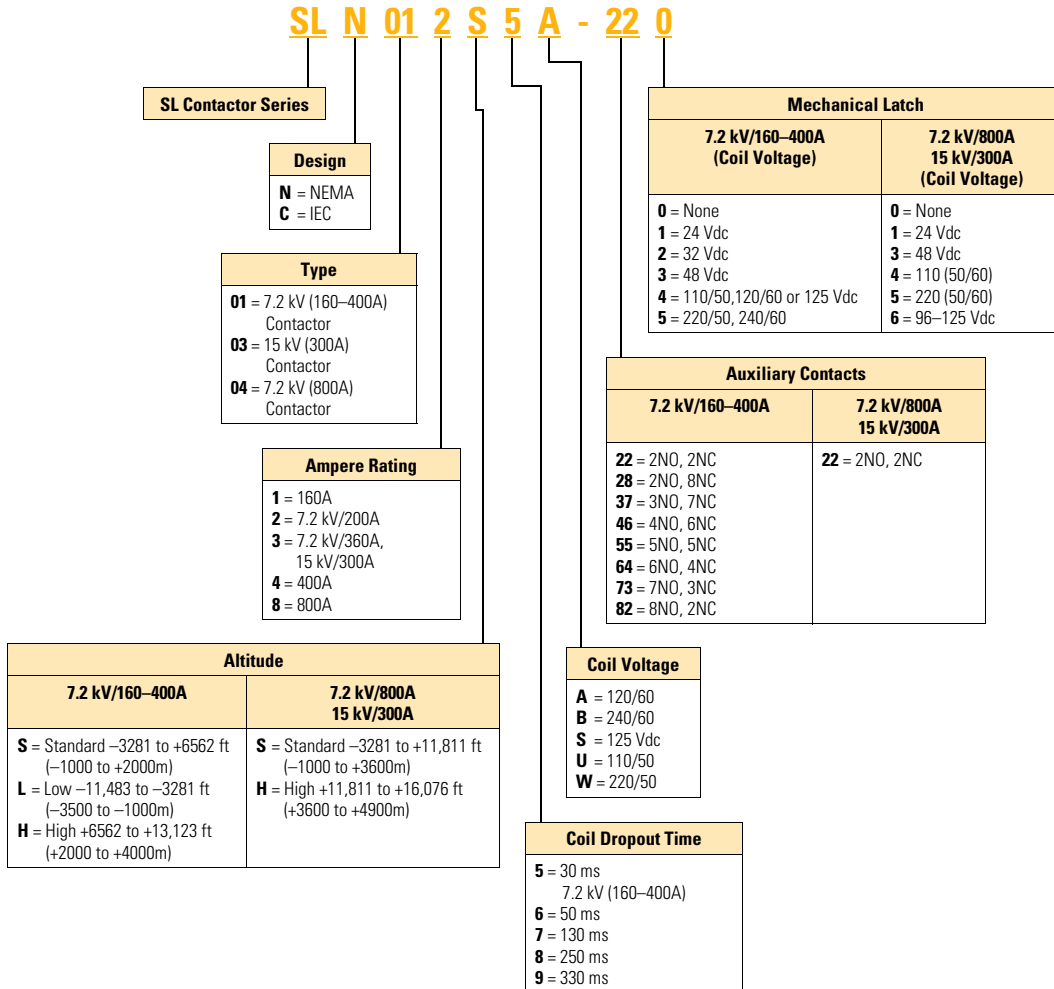 SL N 01 2 S 5 A - 22 0
SL Contactor Series
Design
N = NEMA
C = IEC
Type
01 = 7.2 kV (160–400A)
Contactor
03 = 15 kV (300A)
Contactor
04 = 7.2 kV (800A)
Contactor
Ampere Rating
1 = 160A
2 = 7.2 kV/200A
3 = 7.2 kV/360A,
15 kV/300A
4 = 400A
8 = 800A
Altitude
7.2 kV/160–400A
S = Standard –3281 to +6562 ft
(–1000 to +2000m)
L = Low –11,483 to –3281 ft
(–3500 to –1000m)
H = High +6562 to +13,123 ft
(+2000 to +4000m)
7.2 kV/800A
15 kV/300A
S = Standard –3281 to +11,811 ft
(–1000 to +3600m)
H = High +11,811 to +16,076 ft
(+3600 to +4900m)
Coil Dropout Time
5 = 30 ms
7.2 kV (160–400A)
6 = 50 ms
7 = 130 ms
8 = 250 ms
9 = 330 ms
Coil Voltage
A = 120/60
B = 240/60
S = 125 Vdc
U = 110/50
W = 220/50
Auxiliary Contacts
7.2 kV/160–400A
22 = 2NO, 2NC
28 = 2NO, 8NC
37 = 3NO, 7NC
46 = 4NO, 6NC
55 = 5NO, 5NC
64 = 6NO, 4NC
73 = 7NO, 3NC
82 = 8NO, 2NC
7.2 kV/800A
15 kV/300A
22 = 2NO, 2NC
Mechanical Latch
7.2 kV/160–400A
(Coil Voltage)
0 = None
1 = 24 Vdc
2 = 32 Vdc
3 = 48 Vdc
4 = 110/50,120/60 or 125 Vdc
5 = 220/50, 240/60
7.2 kV/800A
15 kV/300A
(Coil Voltage)
0 = None
1 = 24 Vdc
3 = 48 Vdc
4 = 110 (50/60)
5 = 220 (50/60)
6 = 96–125 Vdc